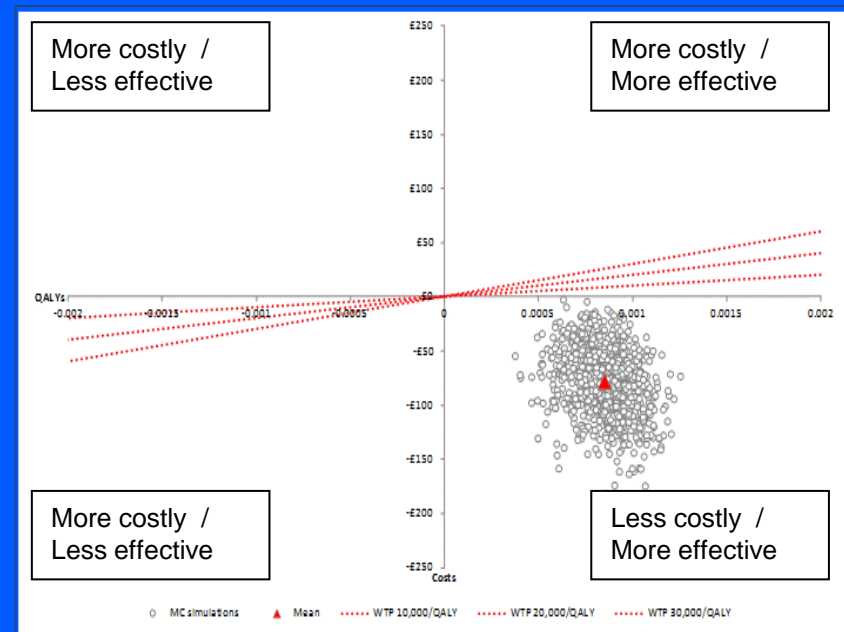 More costly /
Less effective
More costly /
More effective
£250
£200
£150
£100
£50
£0
QALYs
-0.002 -0.0015 -0.001 -0.0005 0 0.0005 0.001 0.0015 0.002
-£50
-£100
-£150
-£200
-£250
More costly /
Less effective
Less costly /
More effective
Costs
MC simulations Mean WTP 10,000/QALY WTP 20,000/QALY WTP 30,000/QALY